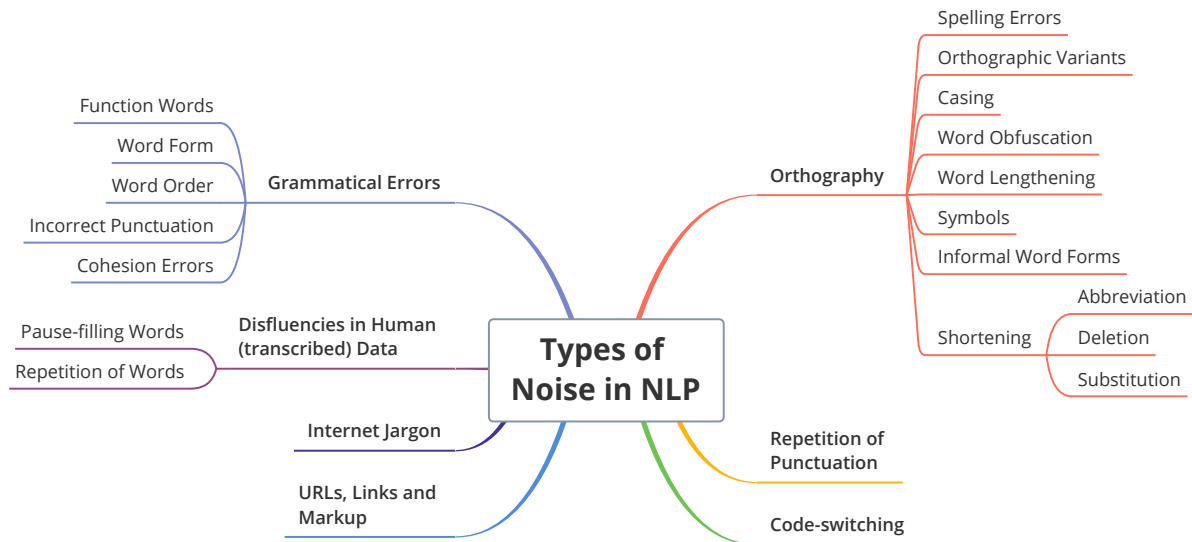 Types of
Noise in NLP
Grammatical Errors
Function Words
Word Form
Word Order
Incorrect Punctuation
Cohesion Errors
Disfluencies in Human
(transcribed) Data
Pause-filling Words
Repetition of Words
Internet Jargon
URLs, Links and
Markup
Orthography
Spelling Errors
Orthographic Variants
Casing
Word Obfuscation
Word Lengthening
Symbols
Informal Word Forms
Shortening
Abbreviation
Deletion
Substitution
Repetition of
Punctuation
Code-switching